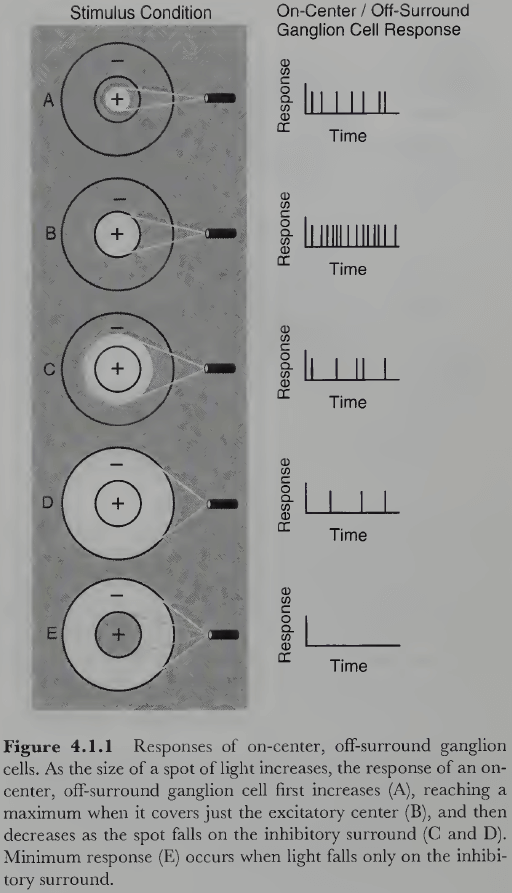 Stimulus Condition
On-Center / Off-Surround
Ganglion Cell Response
A
−
+
Response
Time
B
−
+
Response
Time
C
−
+
Response
Time
D
−
+
Response
Time
E
−
+
Response
Time
Figure 4.1.1 Responses of on-center, off-surround ganglion
cells. As the size of a spot of light increases, the response of an on-
center, off-surround ganglion cell first increases (A), reaching a
maximum when it covers just the excitatory center (B), and then
decreases as the spot falls on the inhibitory surround (C and D).
Minimum response (E) occurs when light falls only on the inhibi-
tory surround.